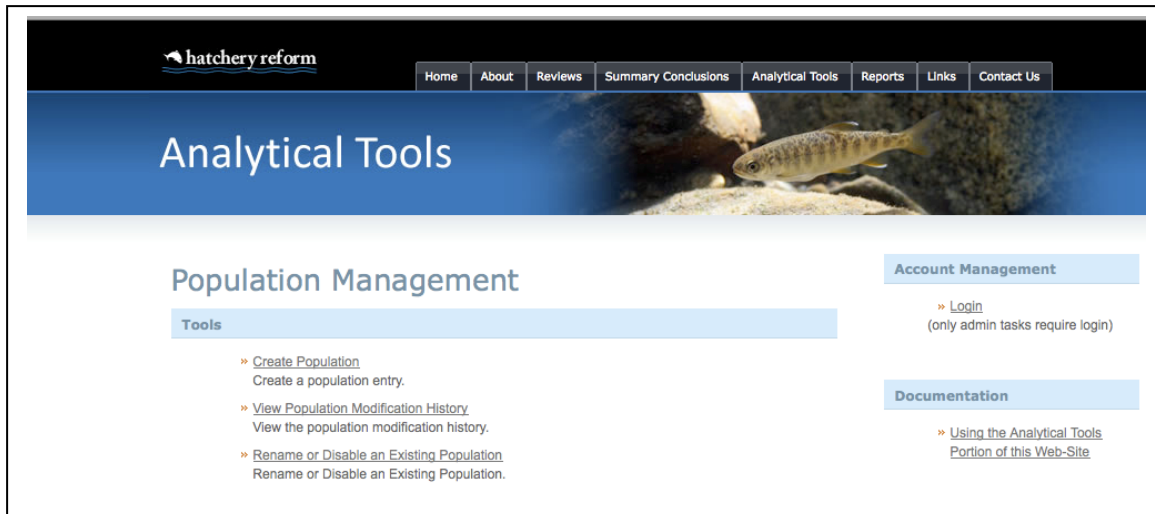 hatchery reform
Home About Reviews Summary Conclusions Analytical Tools Reports Links Contact Us
Analytical Tools
Population Management
Tools
» Create Population
Create a population entry.
» View Population Modification History
View the population modification history.
» Rename or Disable an Existing Population
Rename or Disable an Existing Population.
Account Management
» Login
(only admin tasks require login)
Documentation
» Using the Analytical Tools
Portion of this Web-Site